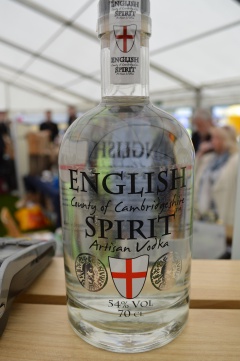 ENGLISH
SPIRIT
ENGLISH
County of Cambridgeshire
SPIRIT
Artisan Vodka
54% VOL
70 cl